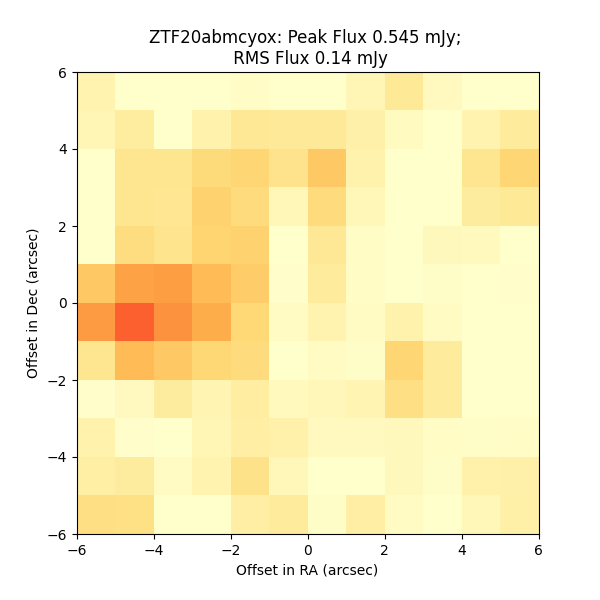 ZTF20abmcyox: Peak Flux 0.545 mJy;
RMS Flux 0.14 mJy
6
4
2
0
−2
−4
−6
Offset in Dec (arcsec)
−6 −4 −2 0 2 4 6
Offset in RA (arcsec)